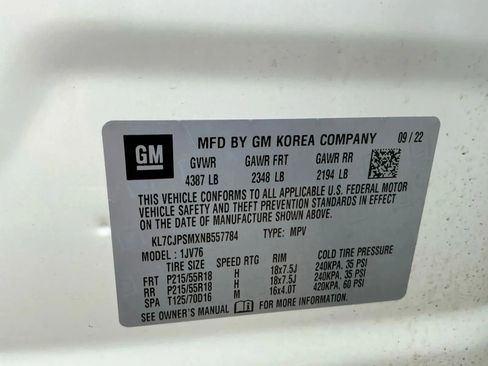 GM MFD BY GM KOREA COMPANY 09/22
GVWR GAWR FRT GAWR RR
4387 LB 2348 LB 2194 LB
THIS VEHICLE CONFORMS TO ALL APPLICABLE U.S. FEDERAL MOTOR
VEHICLE SAFETY AND THEFT PREVENTION STANDARDS IN EFFECT
ON THE DATE OF MANUFACTURE SHOWN ABOVE.
KL7CJPSMXNB557784 TYPE: MPV
MODEL: 1JV76
TIRE SIZE SPEED RTG RIM COLD TIRE PRESSURE
FRT P215/55R18 H 18x7.5J 240KPA, 35 PSI
RR P215/55R18 H 18x7.5J 240KPA, 35 PSI
SPA T125/70D16 M 16x4.0T 420KPA, 60 PSI
SEE OWNER'S MANUAL FOR MORE INFORMATION.